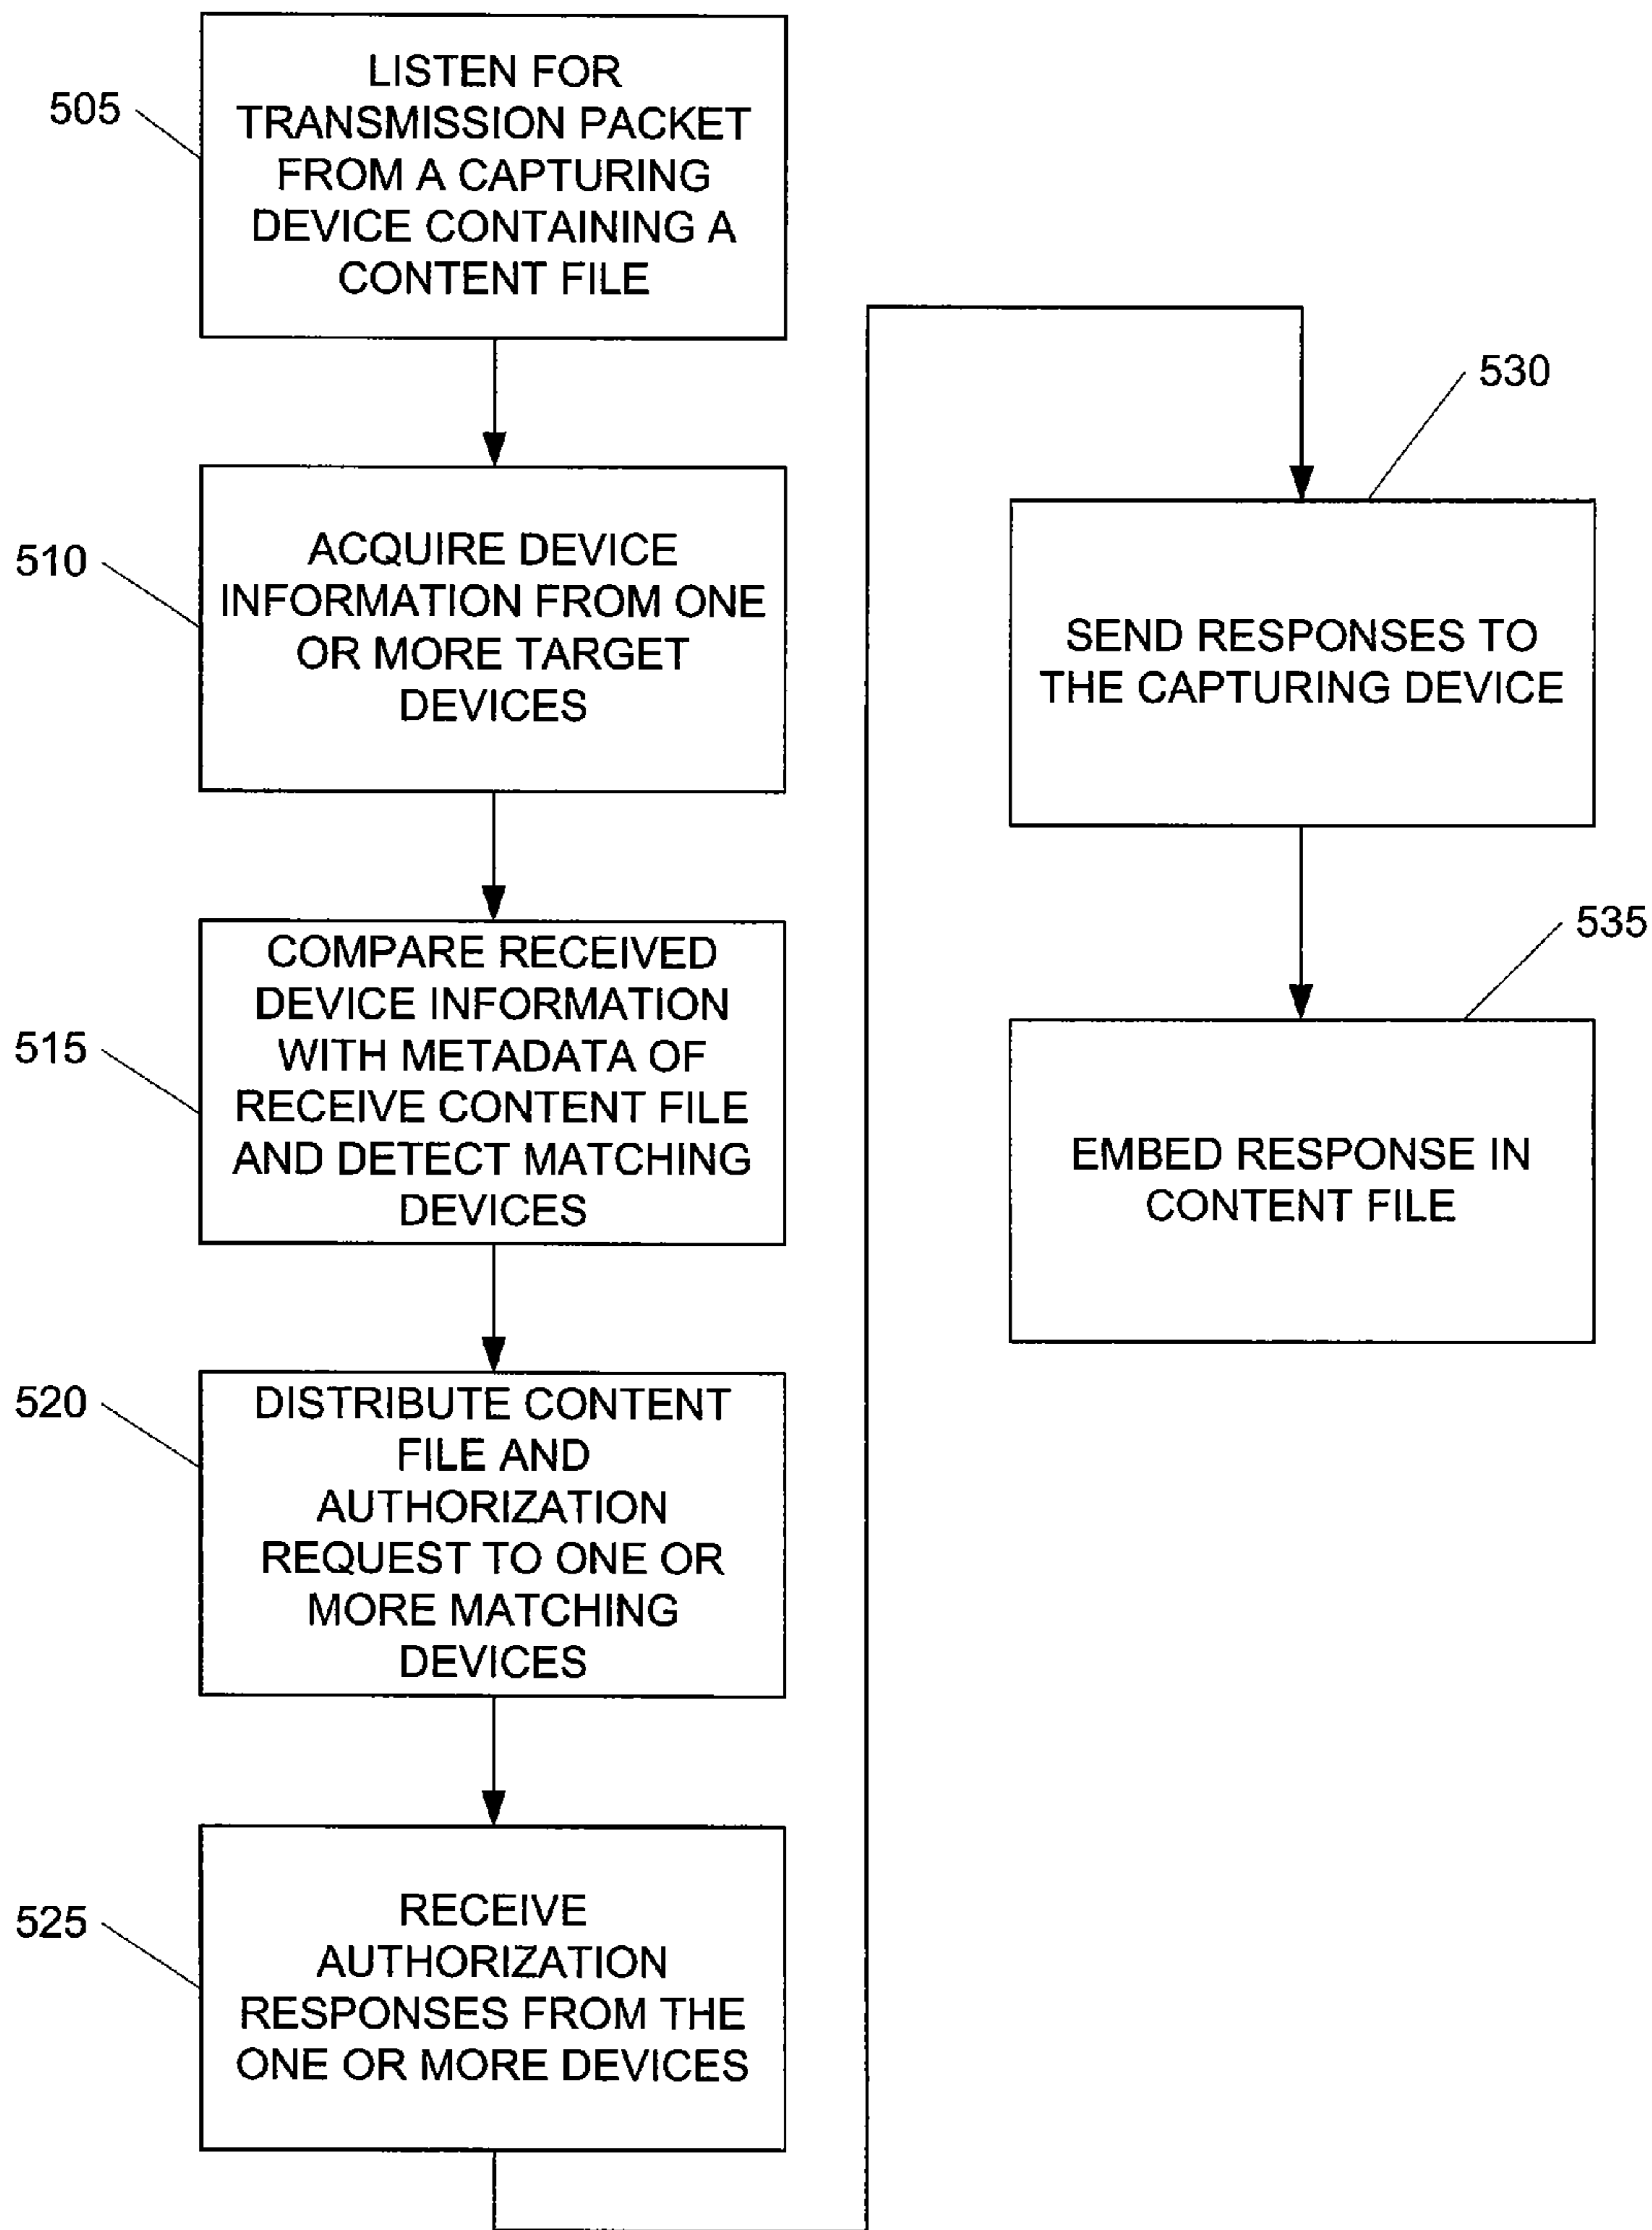 505
LISTEN FOR
TRANSMISSION PACKET
FROM A CAPTURING
DEVICE CONTAINING A
CONTENT FILE
510
ACQUIRE DEVICE
INFORMATION FROM ONE
OR MORE TARGET
DEVICES
515
COMPARE RECEIVED
DEVICE INFORMATION
WITH METADATA OF
RECEIVE CONTENT FILE
AND DETECT MATCHING
DEVICES
520
DISTRIBUTE CONTENT
FILE AND
AUTHORIZATION
REQUEST TO ONE OR
MORE MATCHING
DEVICES
525
RECEIVE
AUTHORIZATION
RESPONSES FROM THE
ONE OR MORE DEVICES
530
SEND RESPONSES TO
THE CAPTURING DEVICE
535
EMBED RESPONSE IN
CONTENT FILE